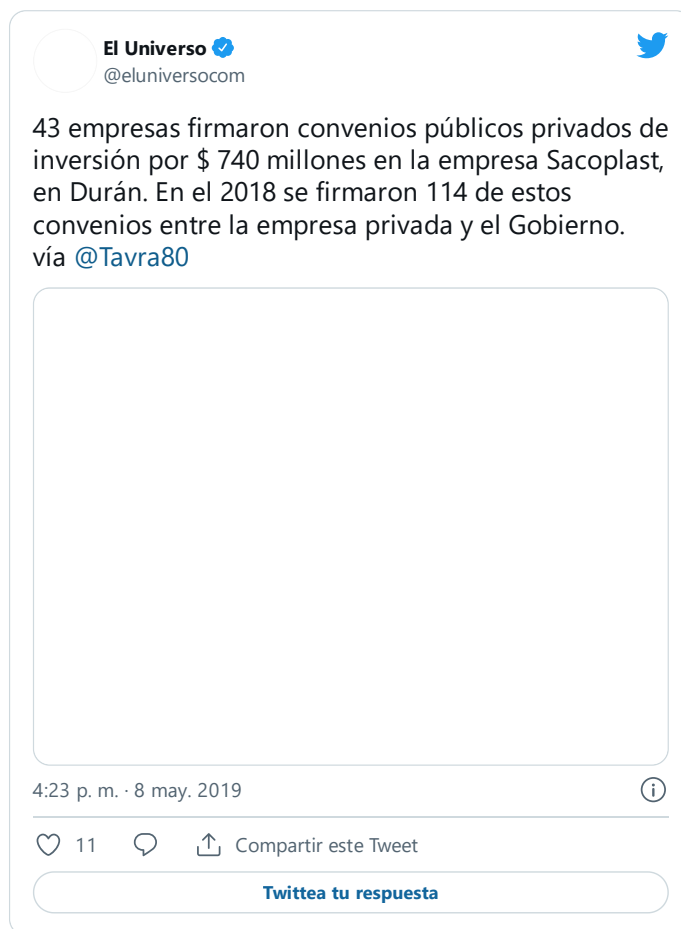 El Universo
@eluniversocom
43 empresas firmaron convenios públicos privados de
inversión por $ 740 millones en la empresa Sacoplast,
en Durán. En el 2018 se firmaron 114 de estos
convenios entre la empresa privada y el Gobierno.
vía @Tavra80
4:23 p. m. · 8 may. 2019
11 Compartir este Tweet
Twittea tu respuesta